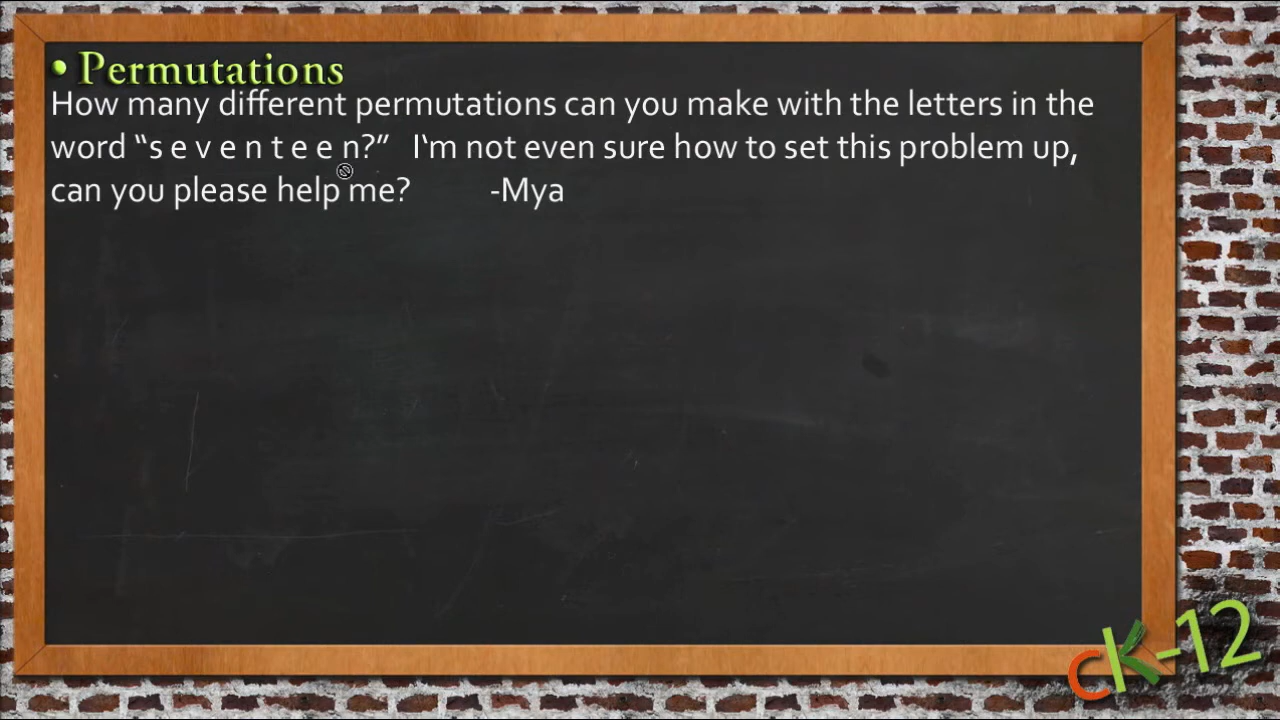 • Permutations
How many different permutations can you make with the letters in the
word “s e v e n t e e n?” I‘m not even sure how to set this problem up,
can you please help me? -Mya
cK-12